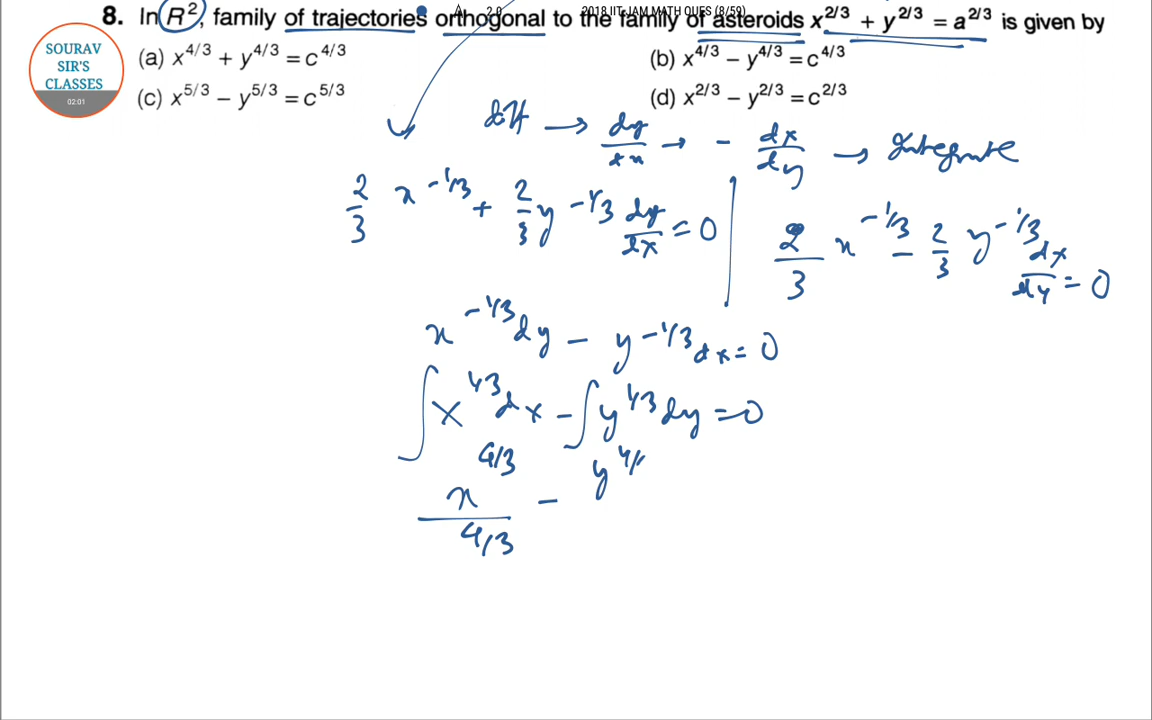 2018 IIT-JAM MATH QUES (8/59)
8. In R², family of trajectories orthogonal to the family of asteroids x^2/3 + y^2/3 = a^2/3 is given by
SOURAV
SIR'S
CLASSES
02:01
(a) x^4/3 + y^4/3 = c^4/3
(b) x^4/3 − y^4/3 = c^4/3
(c) x^5/3 − y^5/3 = c^5/3
(d) x^2/3 − y^2/3 = c^2/3
diff → dy/dx → − dx/dy → Integrate
2/3 x^−1/3 + 2/3 y^−1/3 dy/dx = 0
2/3 x^−1/3 − 2/3 y^−1/3 dx/dy = 0
x^−1/3 dy − y^−1/3 dx = 0
∫ x^1/3 dx − ∫ y^1/3 dy = 0
x^4/3 / 4/3 − y^4/